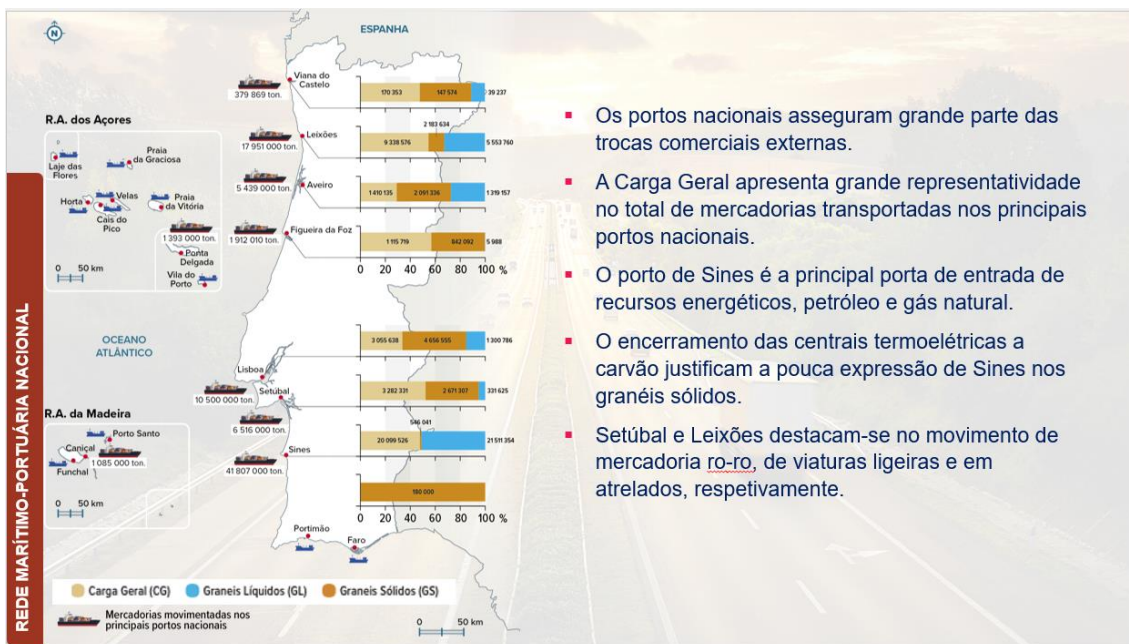 REDE MARÍTIMO-PORTUÁRIA NACIONAL
N
ESPANHA
Viana do
Castelo
379 869 ton.
170 353
147 574
39 237
R.A. dos Açores
Leixões
17 951 000 ton.
2 183 634
9 338 576
5 553 760
Laje das
Flores
Praia
da Graciosa
Aveiro
5 439 000 ton.
1 410 135
2 091 336
1 319 157
Horta
Velas
Cais do
Pico
Praia
da Vitória
1 393 000 ton.
Ponta
Delgada
Vila do
Porto
0 50 km
Figueira da Foz
1 912 010 ton.
1 115 719
642 092
5 988
0 20 40 60 80 100 %
OCEANO
ATLÂNTICO
3 055 638
4 656 555
1 300 786
Lisboa
10 500 000 ton.
Setúbal
3 282 331
2 671 307
331 625
R.A. da Madeira
6 516 000 ton.
546 041
Porto Santo
Caniçal
1 085 000 ton.
Funchal
0 50 km
Sines
41 807 000 ton.
20 099 526
21 511 354
150 000
0 20 40 60 80 100 %
Portimão
Faro
Carga Geral (CG)
Graneis Líquidos (GL)
Graneis Sólidos (GS)
Mercadorias movimentadas nos
principais portos nacionais
0 50 km
▪ Os portos nacionais asseguram grande parte das
trocas comerciais externas.
▪ A Carga Geral apresenta grande representatividade
no total de mercadorias transportadas nos principais
portos nacionais.
▪ O porto de Sines é a principal porta de entrada de
recursos energéticos, petróleo e gás natural.
▪ O encerramento das centrais termoelétricas a
carvão justificam a pouca expressão de Sines nos
granéis sólidos.
▪ Setúbal e Leixões destacam-se no movimento de
mercadoria ro-ro, de viaturas ligeiras e em
atrelados, respetivamente.